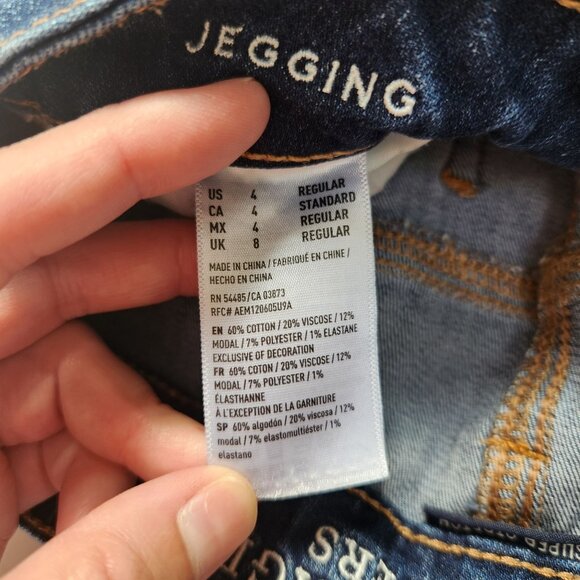 JEGGING
US 4 REGULAR
CA 4 STANDARD
MX 4 REGULAR
UK 8 REGULAR
MADE IN CHINA / FABRIQUÉ EN CHINE /
HECHO EN CHINA
RN 54485/CA 03873
RFC# AEM120605U9A
EN 60% COTTON / 20% VISCOSE / 12%
MODAL / 7% POLYESTER / 1% ELASTANE
EXCLUSIVE OF DECORATION
FR 60% COTON / 20% VISCOSE / 12%
MODAL / 7% POLYESTER / 1%
ÉLASTHANNE
À L'EXCEPTION DE LA GARNITURE
SP 60% algodón / 20% viscosa / 12%
modal / 7% elastomultiéster / 1%
elastano